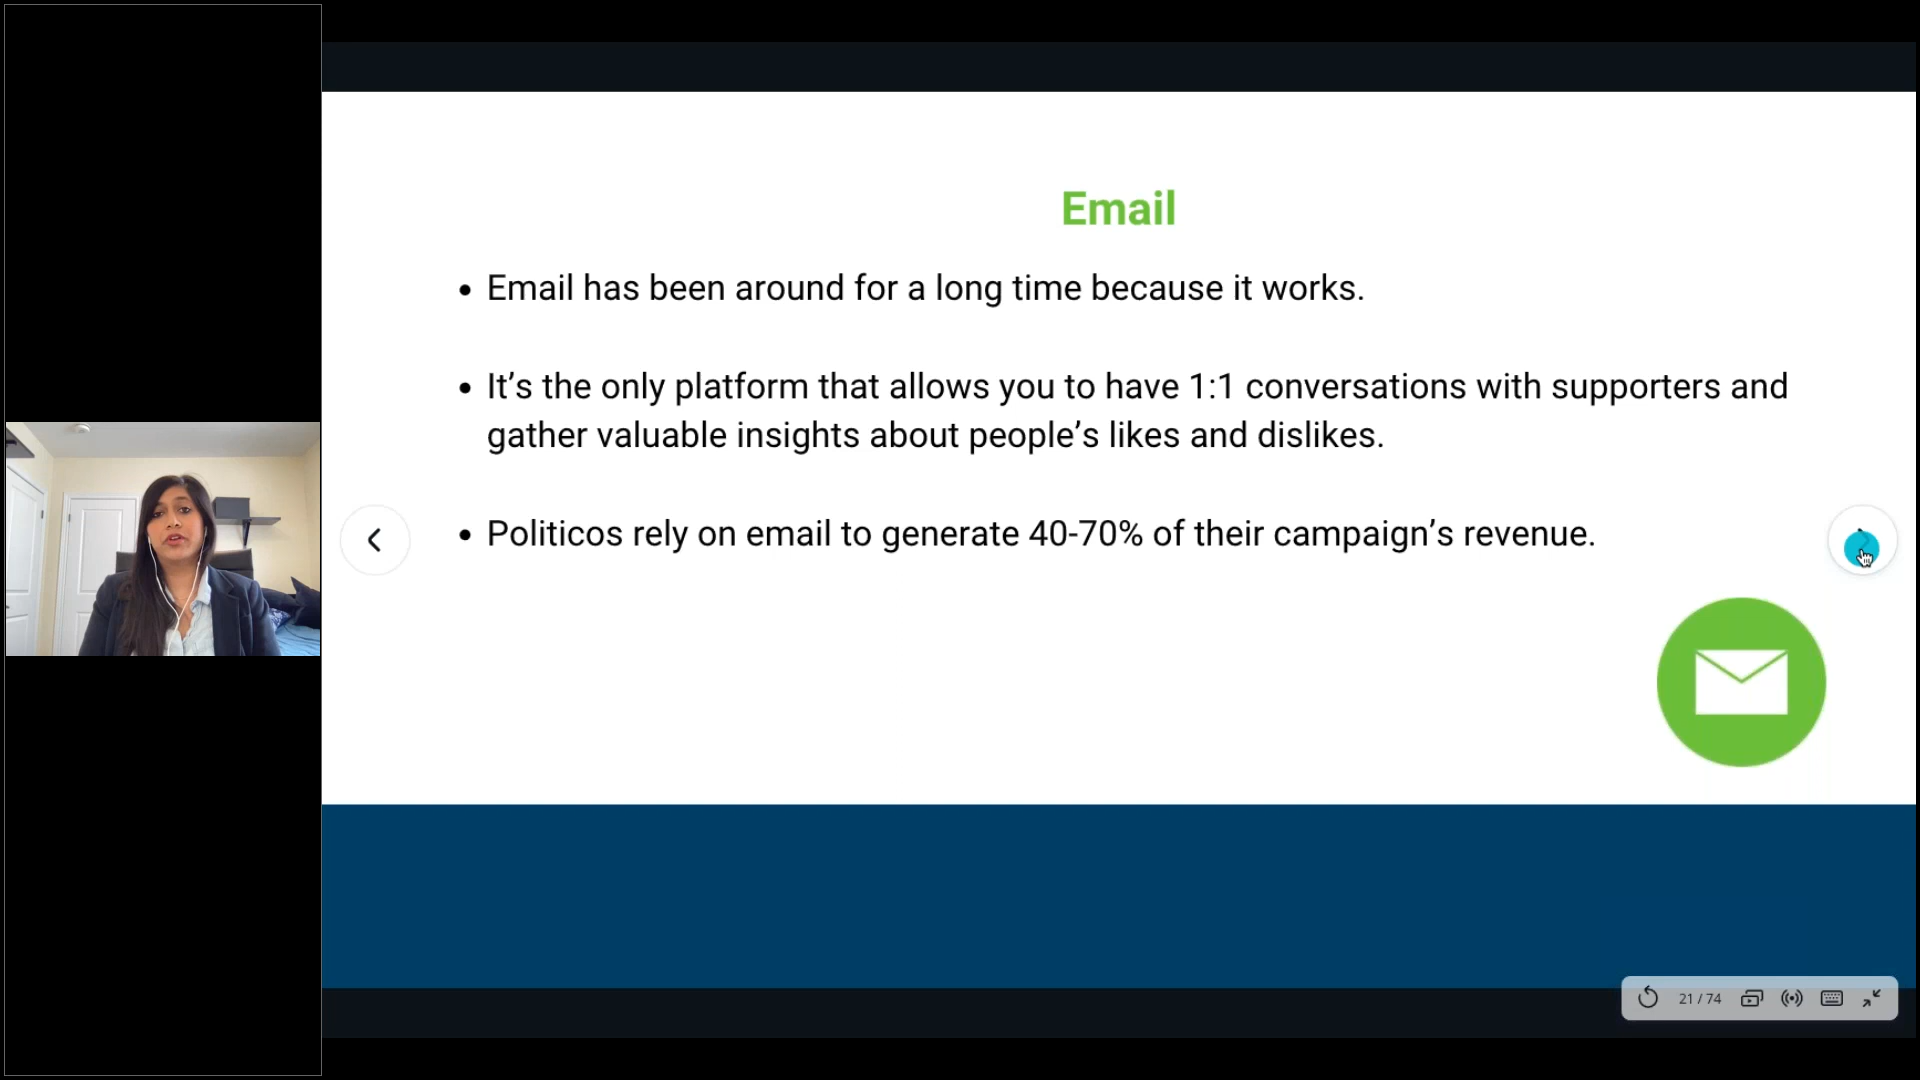 Email
• Email has been around for a long time because it works.
• It’s the only platform that allows you to have 1:1 conversations with supporters and
gather valuable insights about people’s likes and dislikes.
• Politicos rely on email to generate 40-70% of their campaign’s revenue.
21 / 74